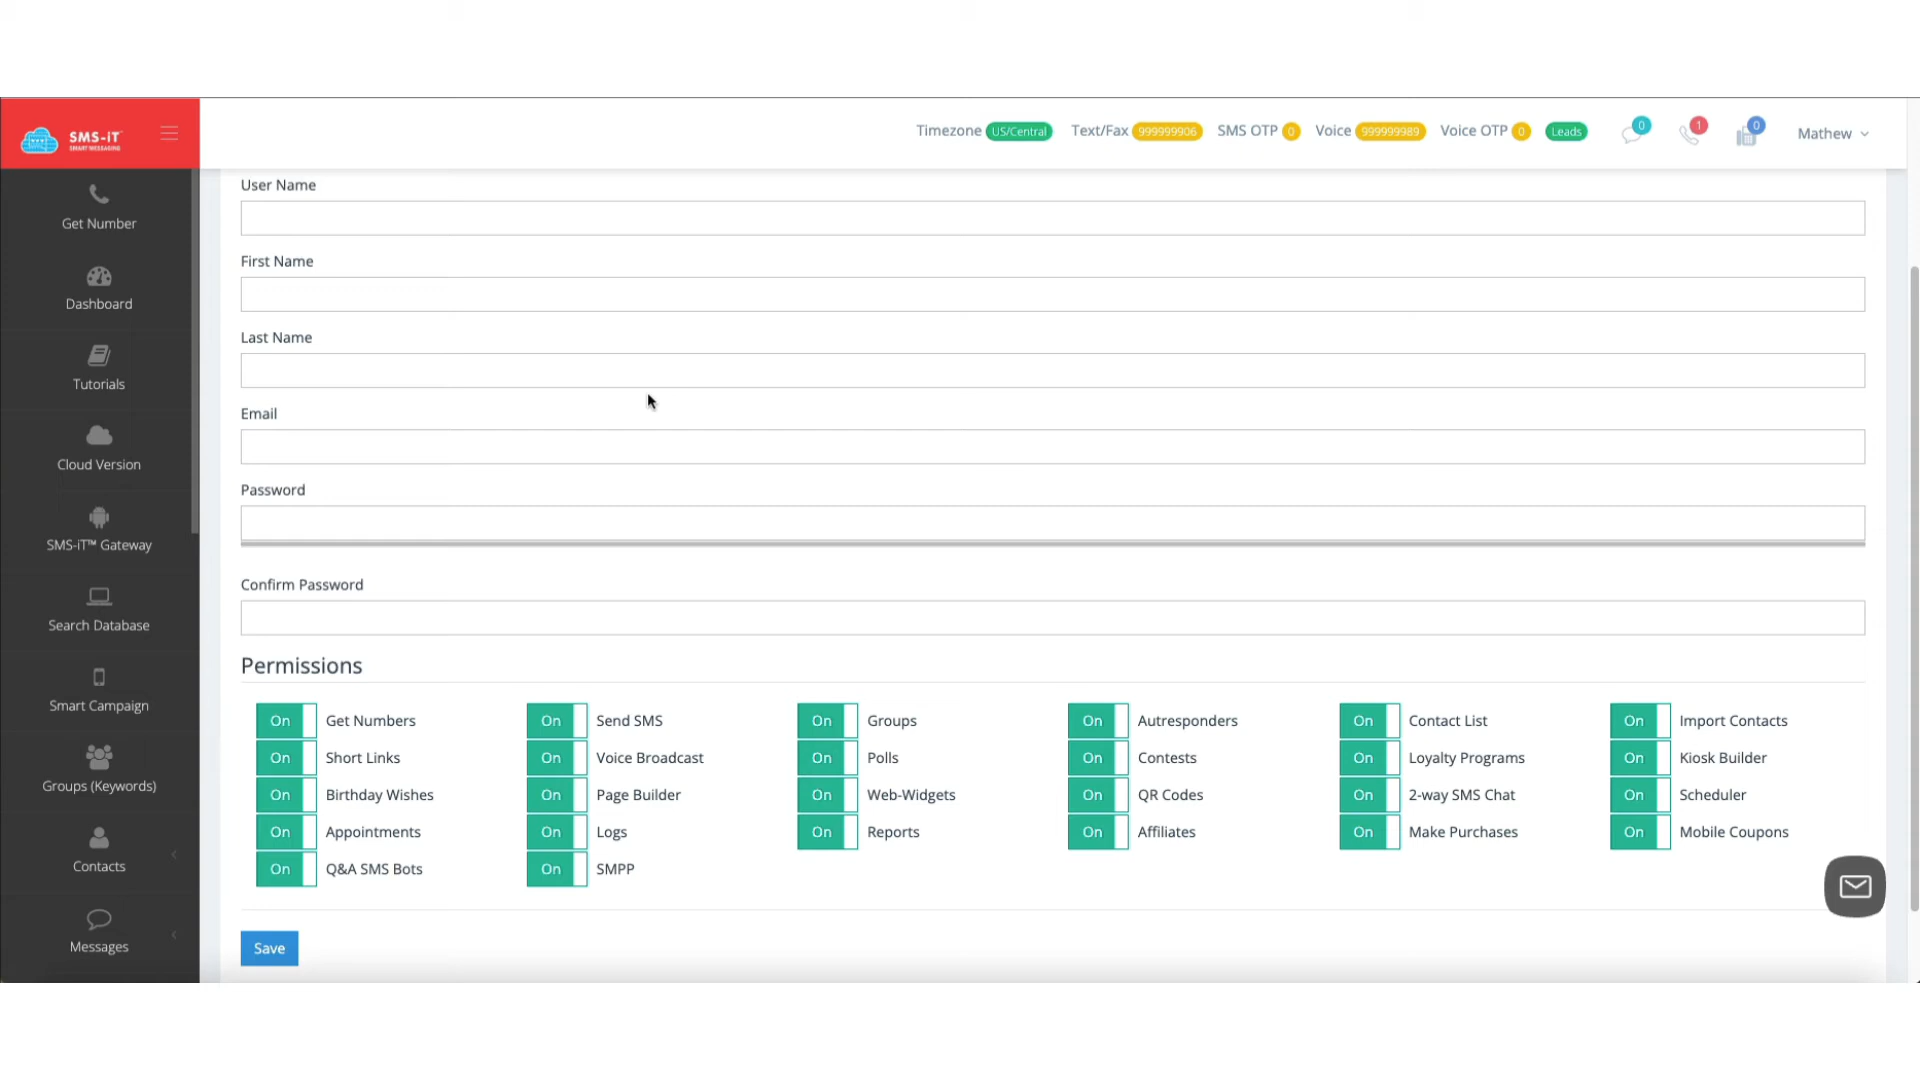 SMS-iT™
SMART MESSAGING
Timezone US/Central Text/Fax 999999906 SMS OTP 0 Voice 999999989 Voice OTP 0 Leads 0 1 0 Mathew
Get Number
Dashboard
Tutorials
Cloud Version
SMS-iT™ Gateway
Search Database
Smart Campaign
Groups (Keywords)
Contacts
Messages
User Name
First Name
Last Name
Email
Password
Confirm Password
Permissions
On Get Numbers On Send SMS On Groups On Autresponders On Contact List On Import Contacts
On Short Links On Voice Broadcast On Polls On Contests On Loyalty Programs On Kiosk Builder
On Birthday Wishes On Page Builder On Web-Widgets On QR Codes On 2-way SMS Chat On Scheduler
On Appointments On Logs On Reports On Affiliates On Make Purchases On Mobile Coupons
On Q&A SMS Bots On SMPP
Save